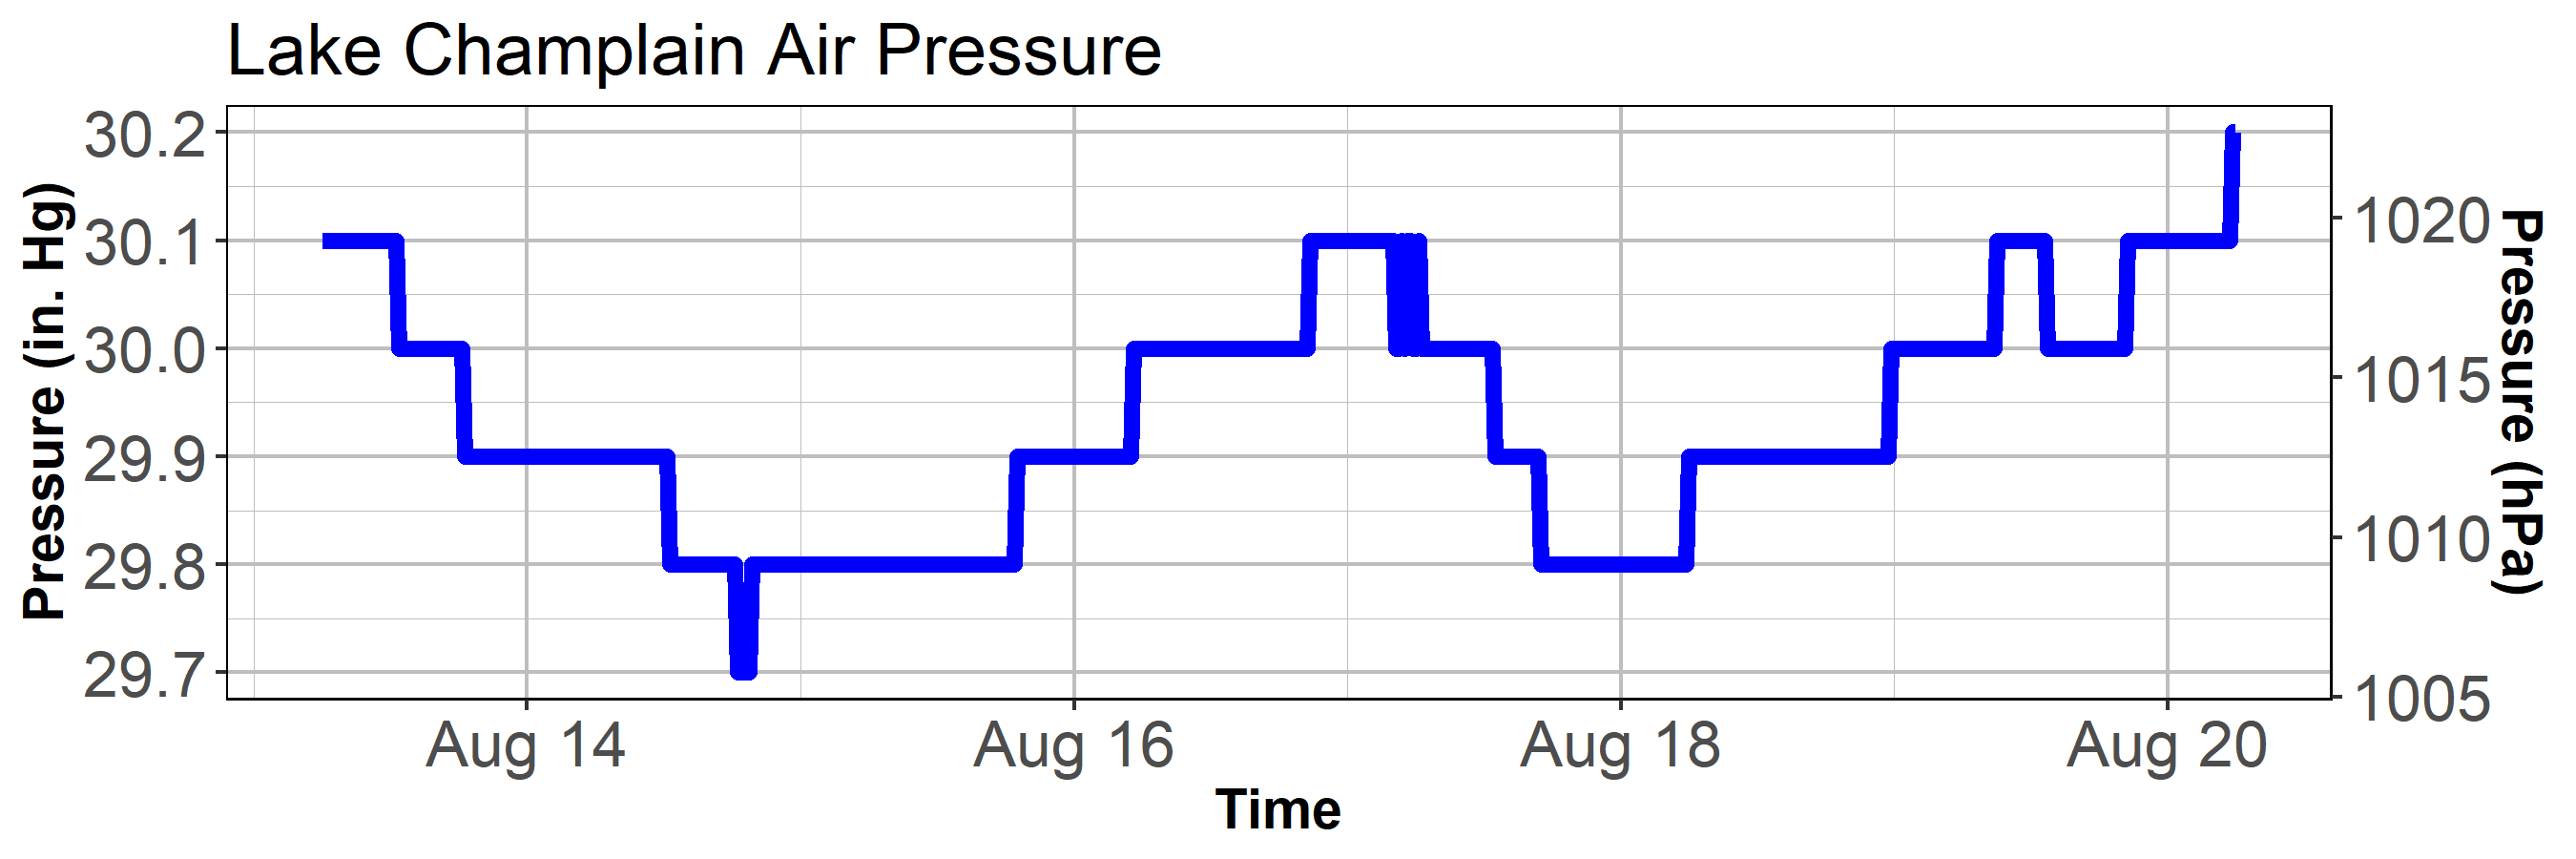 Lake Champlain Air Pressure
Pressure (in. Hg)
30.2
30.1
30.0
29.9
29.8
29.7
1020
1015
1010
1005
Pressure (hPa)
Aug 14 Aug 16 Aug 18 Aug 20
Time